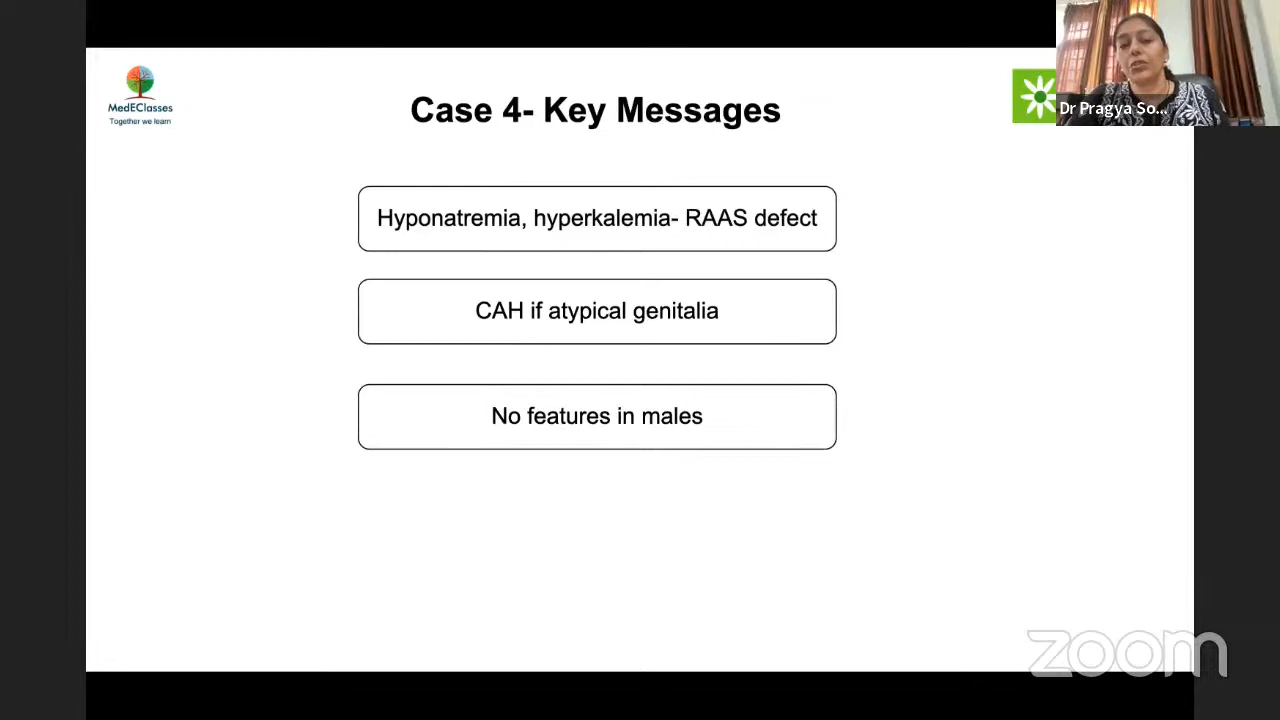 MedEClasses
Together we learn
Case 4- Key Messages
Dr Pragya So...
Hyponatremia, hyperkalemia- RAAS defect
CAH if atypical genitalia
No features in males
zoom